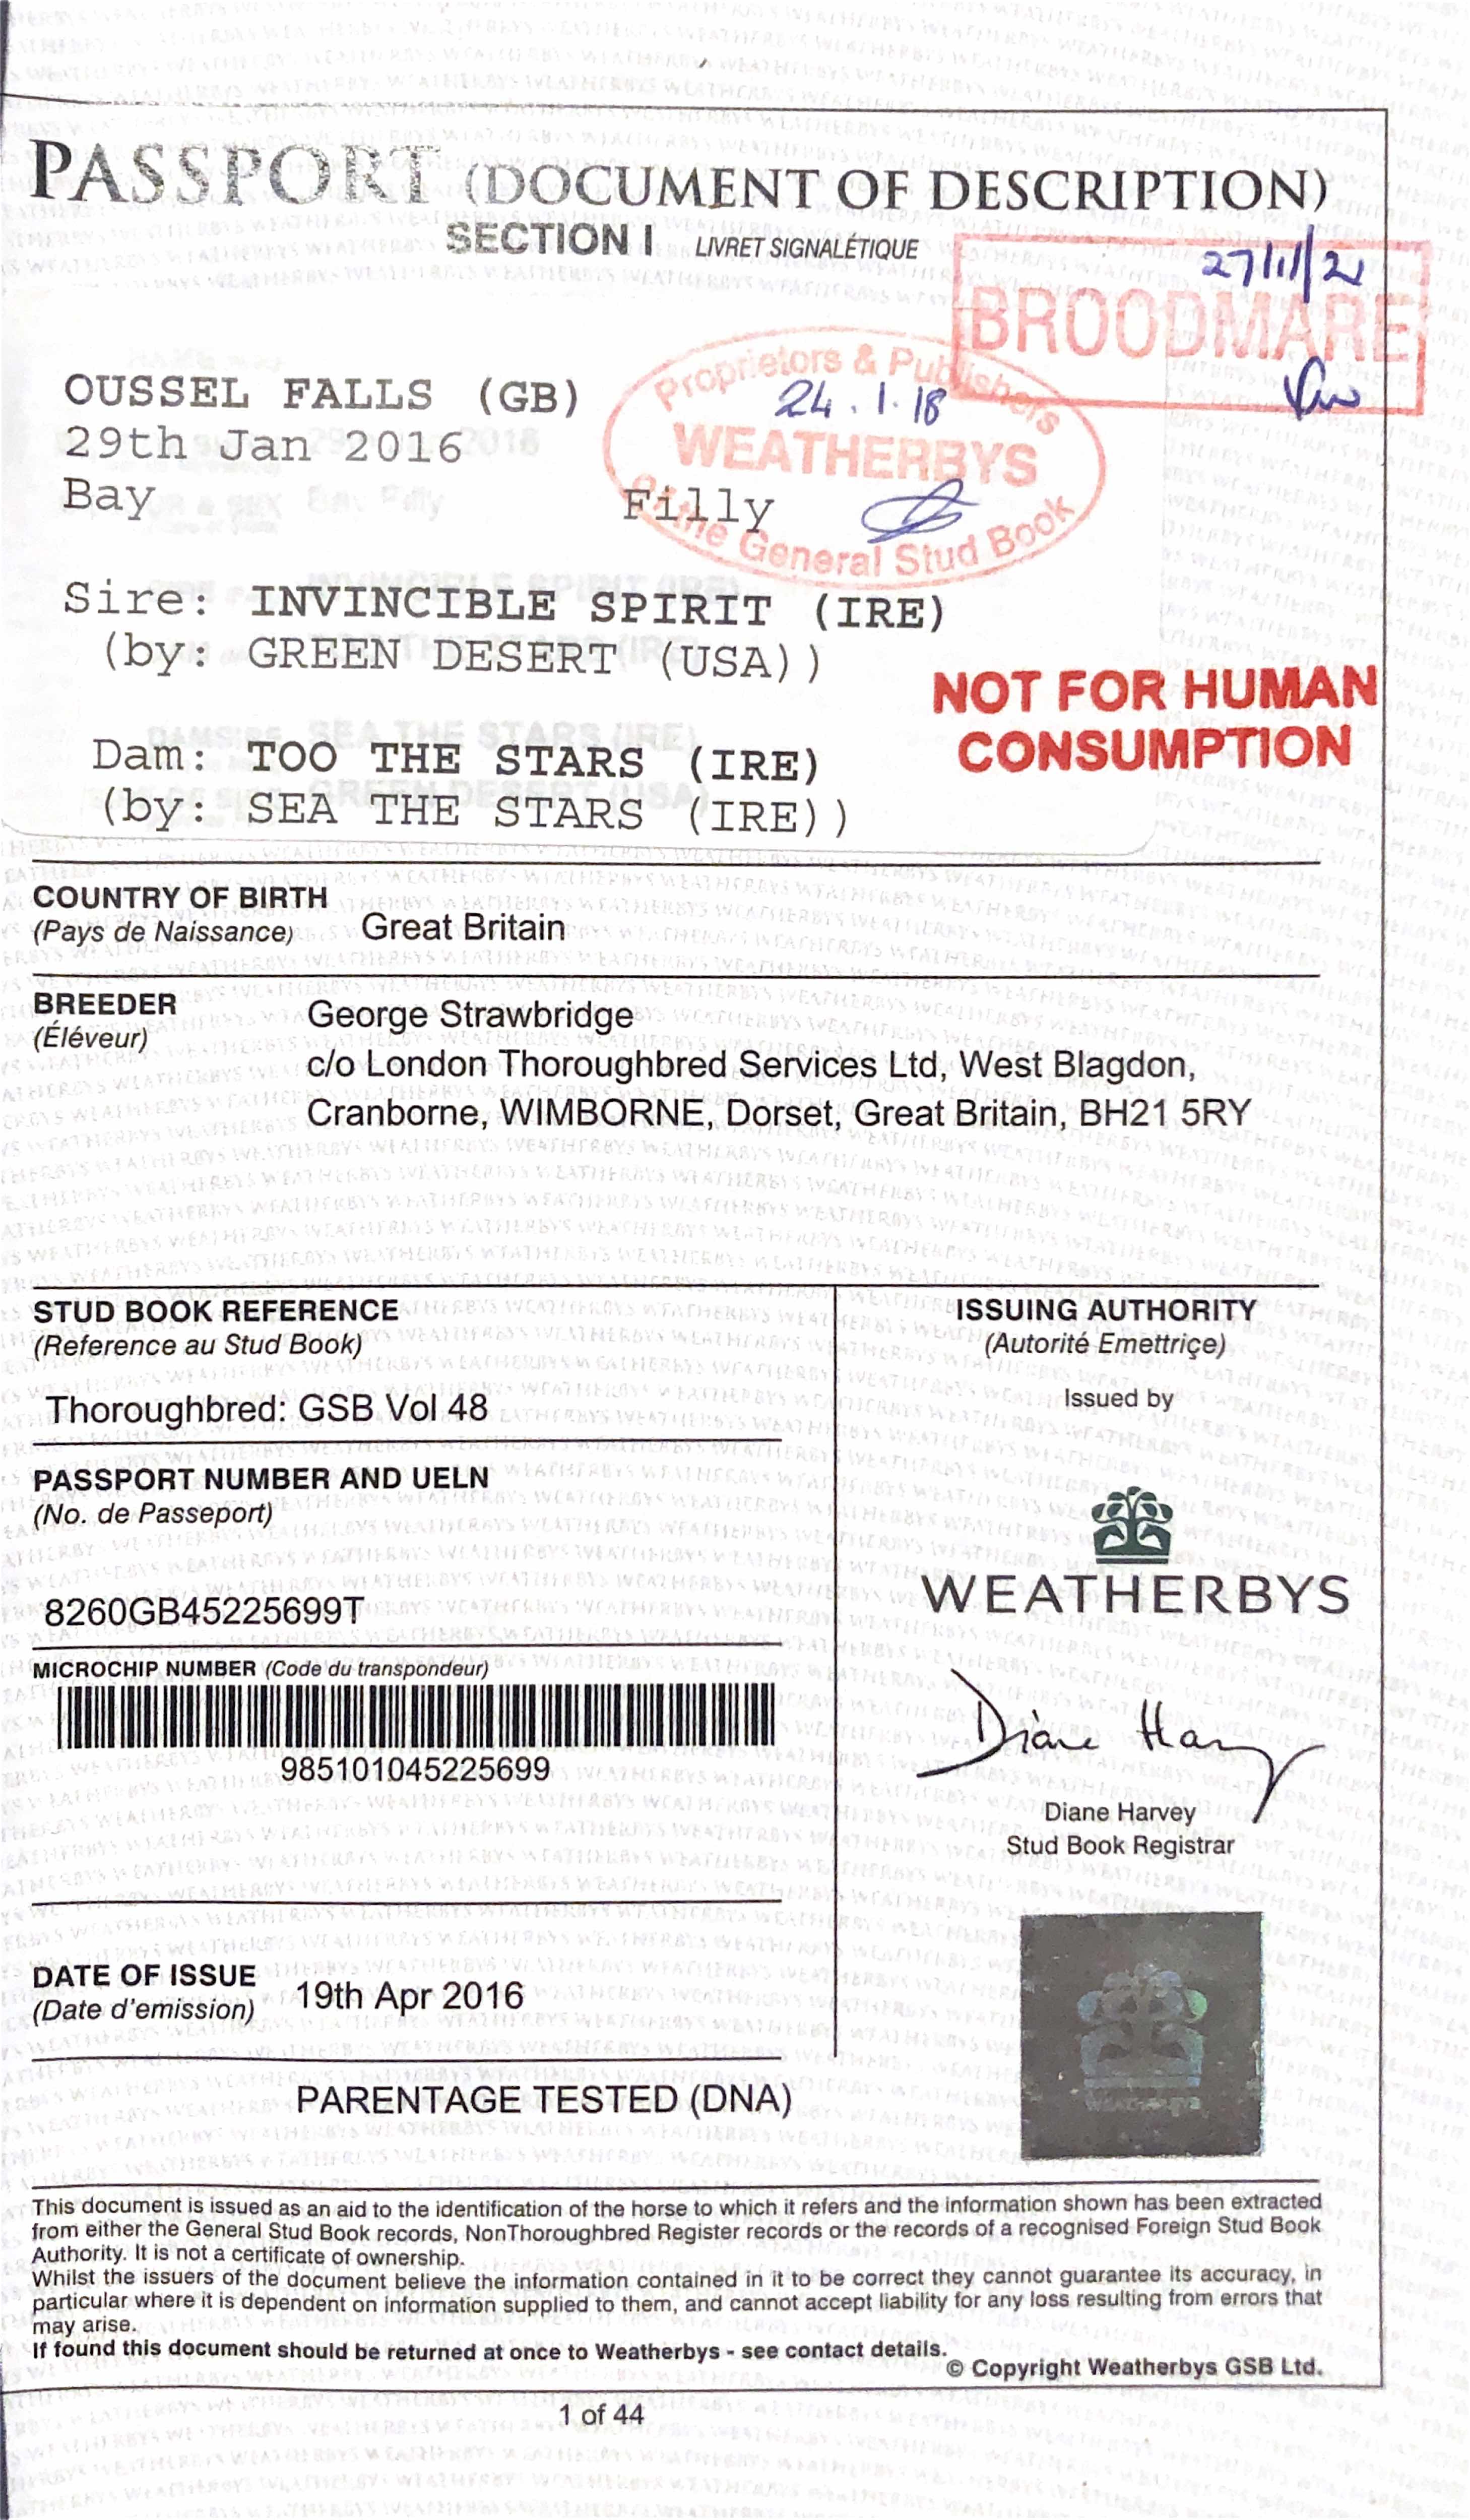 PASSPORT (DOCUMENT OF DESCRIPTION)
SECTION I LIVRET SIGNALÉTIQUE
27/11/21
BROODMARE
OUSSEL FALLS (GB)
29th Jan 2016
Bay Filly
Proprietors & Publishers
24.1.18
WEATHERBYS
of the General Stud Book
Sire: INVINCIBLE SPIRIT (IRE)
(by: GREEN DESERT (USA))
NOT FOR HUMAN
CONSUMPTION
Dam: TOO THE STARS (IRE)
(by: SEA THE STARS (IRE))
COUNTRY OF BIRTH
(Pays de Naissance) Great Britain
BREEDER
(Éléveur)
George Strawbridge
c/o London Thoroughbred Services Ltd, West Blagdon,
Cranborne, WIMBORNE, Dorset, Great Britain, BH21 5RY
STUD BOOK REFERENCE
(Reference au Stud Book)
Thoroughbred: GSB Vol 48
PASSPORT NUMBER AND UELN
(No. de Passeport)
8260GB45225699T
MICROCHIP NUMBER (Code du transpondeur)
985101045225699
DATE OF ISSUE
(Date d'emission) 19th Apr 2016
PARENTAGE TESTED (DNA)
ISSUING AUTHORITY
(Autorité Emettriçe)
Issued by
WEATHERBYS
Diane Harvey
Diane Harvey
Stud Book Registrar
WEATHERBYS
This document is issued as an aid to the identification of the horse to which it refers and the information shown has been extracted
from either the General Stud Book records, NonThoroughbred Register records or the records of a recognised Foreign Stud Book
Authority. It is not a certificate of ownership.
Whilst the issuers of the document believe the information contained in it to be correct they cannot guarantee its accuracy, in
particular where it is dependent on information supplied to them, and cannot accept liability for any loss resulting from errors that
may arise.
If found this document should be returned at once to Weatherbys - see contact details.
© Copyright Weatherbys GSB Ltd.
1 of 44